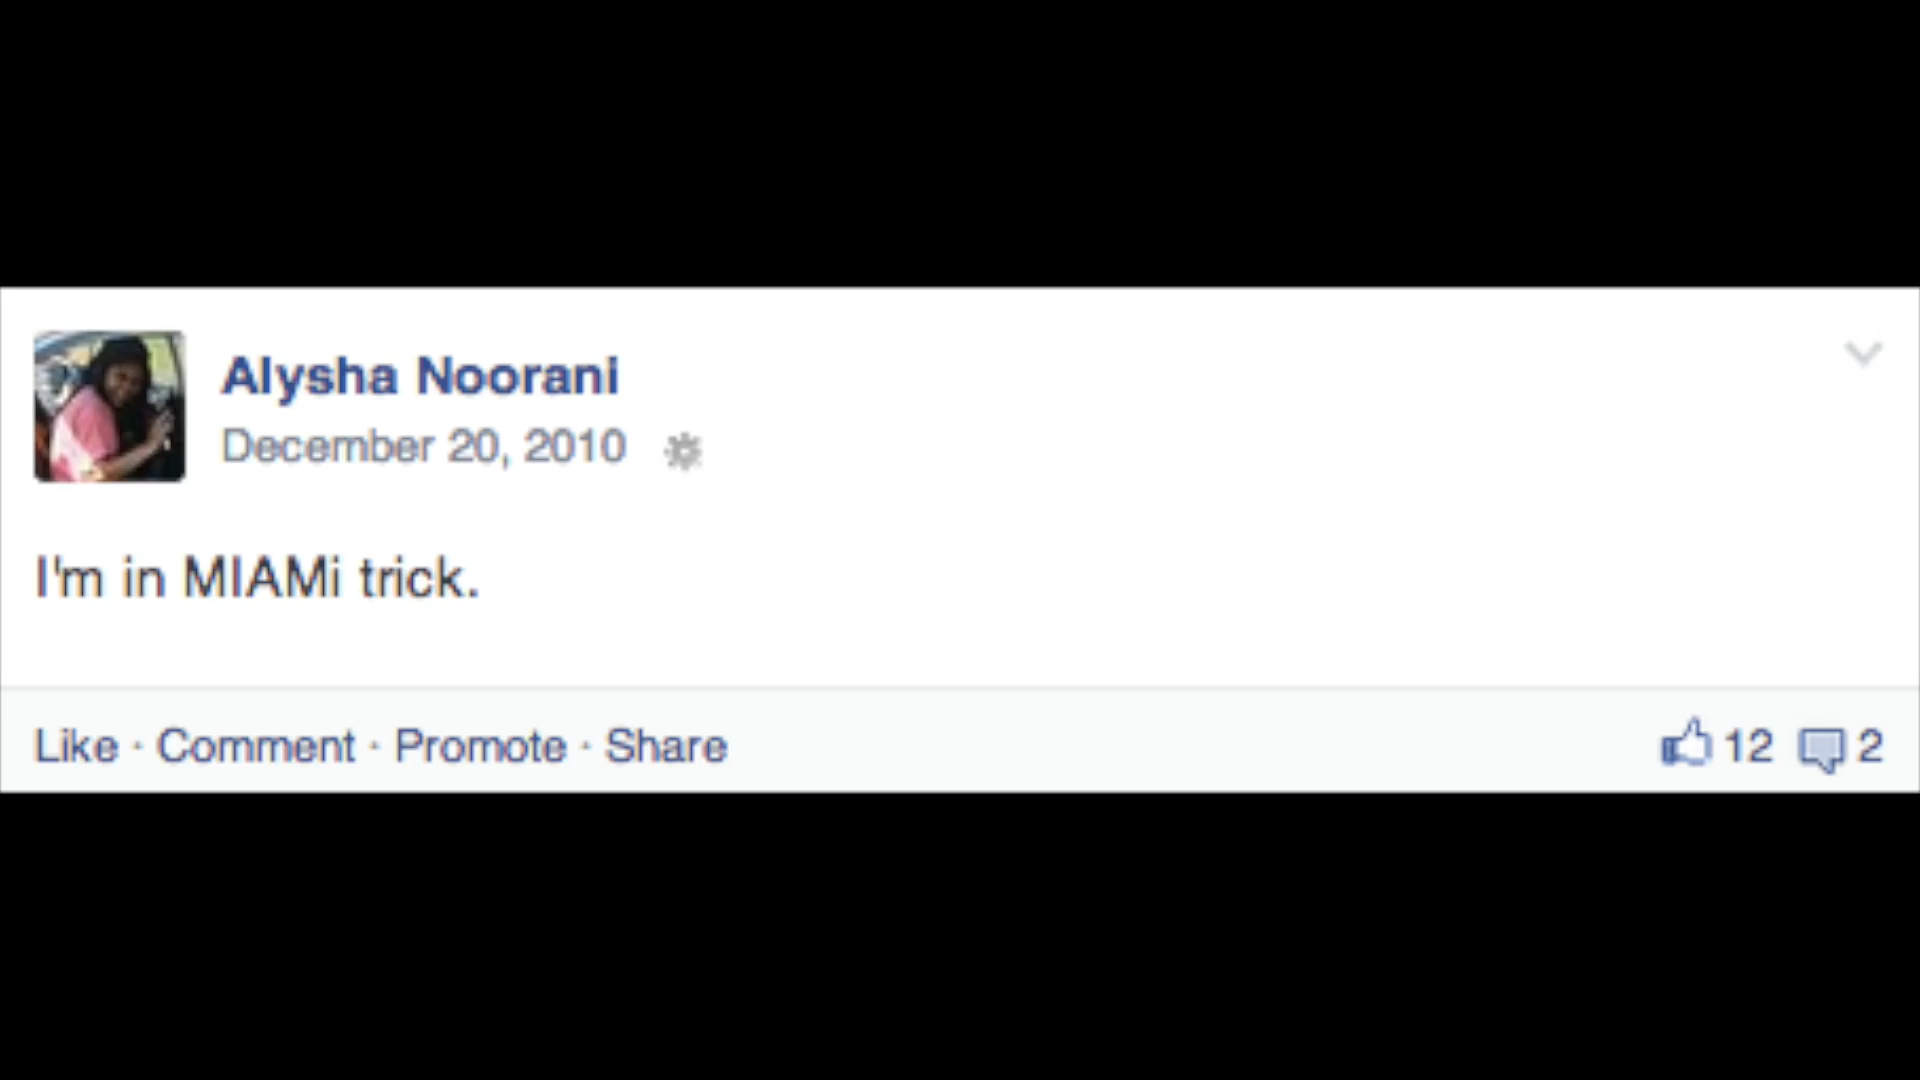 Alysha Noorani
December 20, 2010
I'm in MIAMi trick.
Like · Comment · Promote · Share 12 2